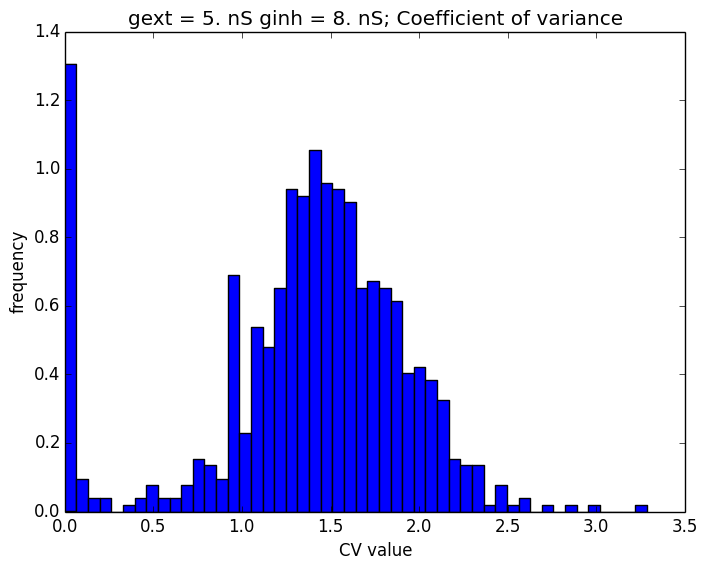 gext = 5. nS ginh = 8. nS; Coefficient of variance
1.4
1.2
1.0
0.8
0.6
0.4
0.2
0.0
frequency
0.0 0.5 1.0 1.5 2.0 2.5 3.0 3.5
CV value